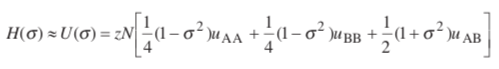 H(σ) ≈ U(σ) = zN[1/4(1-σ²)u_AA + 1/4(1-σ²)u_BB + 1/2(1+σ²)u_AB]